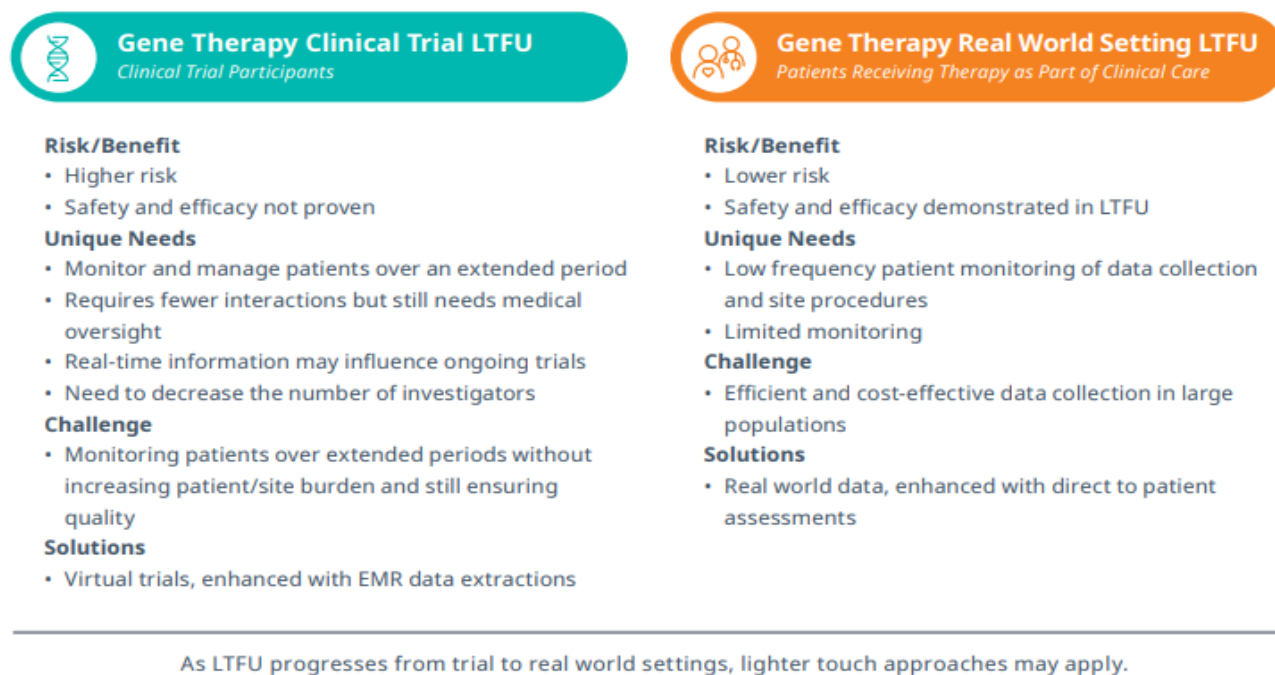 Gene Therapy Clinical Trial LTFU
Clinical Trial Participants
Risk/Benefit
• Higher risk
• Safety and efficacy not proven
Unique Needs
• Monitor and manage patients over an extended period
• Requires fewer interactions but still needs medical
oversight
• Real-time information may influence ongoing trials
• Need to decrease the number of investigators
Challenge
• Monitoring patients over extended periods without
increasing patient/site burden and still ensuring
quality
Solutions
• Virtual trials, enhanced with EMR data extractions
Gene Therapy Real World Setting LTFU
Patients Receiving Therapy as Part of Clinical Care
Risk/Benefit
• Lower risk
• Safety and efficacy demonstrated in LTFU
Unique Needs
• Low frequency patient monitoring of data collection
and site procedures
• Limited monitoring
Challenge
• Efficient and cost-effective data collection in large
populations
Solutions
• Real world data, enhanced with direct to patient
assessments
As LTFU progresses from trial to real world settings, lighter touch approaches may apply.